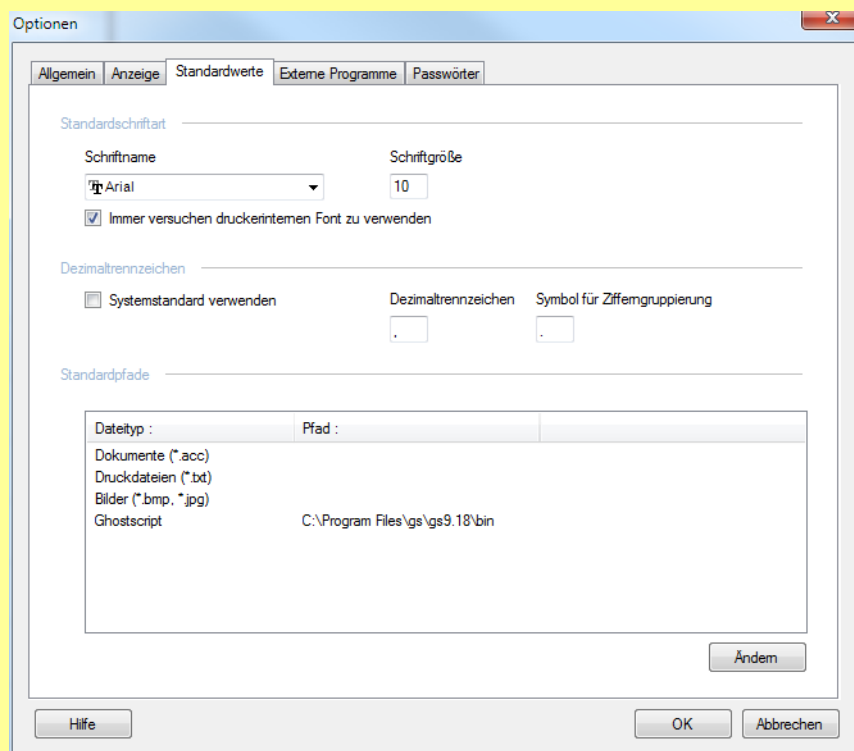 Optionen
Allgemein Anzeige Standardwerte Externe Programme Passwörter
Standardschriftart
Schriftname Schriftgröße
Arial 10
Immer versuchen druckerinternen Font zu verwenden
Dezimaltrennzeichen
Systemstandard verwenden Dezimaltrennzeichen Symbol für Zifferngruppierung
, .
Standardpfade
Dateityp : Pfad :
Dokumente (*.acc)
Druckdateien (*.txt)
Bilder (*.bmp, *.jpg)
Ghostscript C:\Program Files\gs\gs9.18\bin
Ändern
Hilfe OK Abbrechen